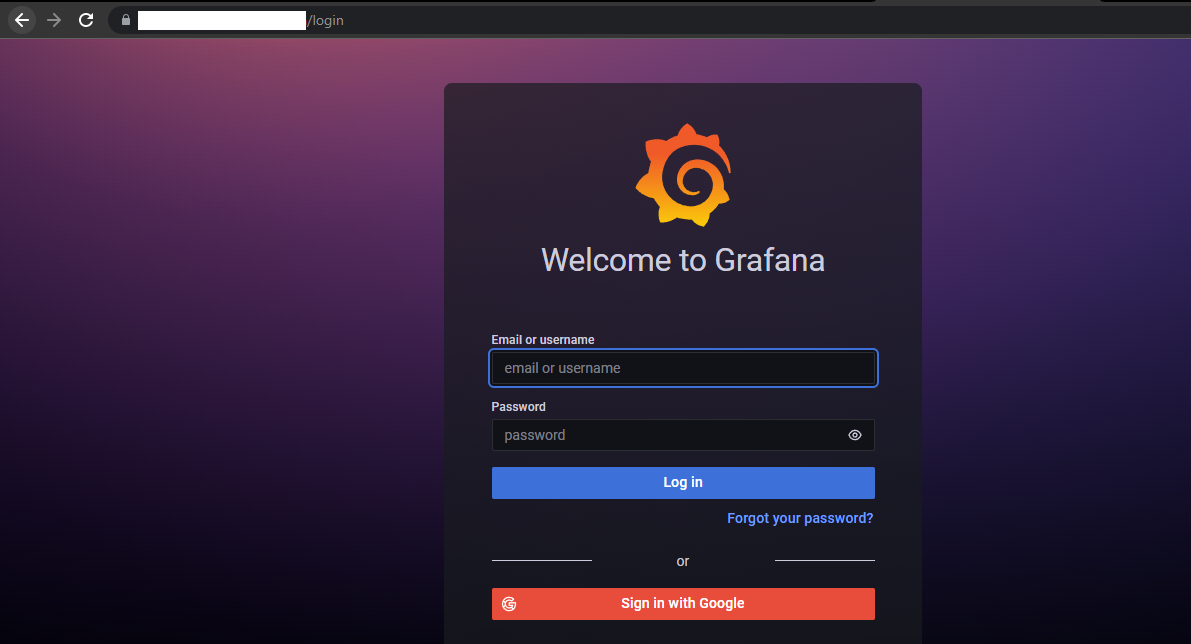 /login
Welcome to Grafana
Email or username
email or username
Password
password
Log in
Forgot your password?
or
Sign in with Google